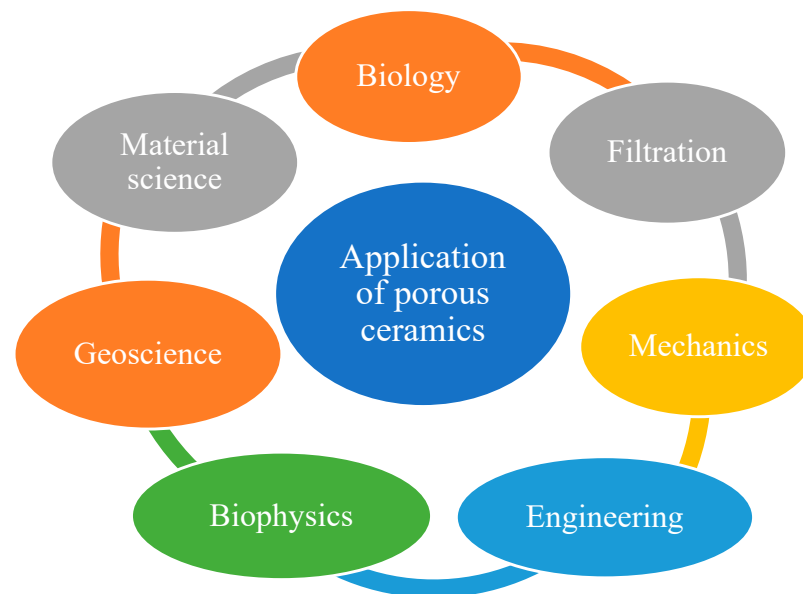 Biology
Filtration
Material
science
Application
of porous
ceramics
Mechanics
Geoscience
Biophysics
Engineering